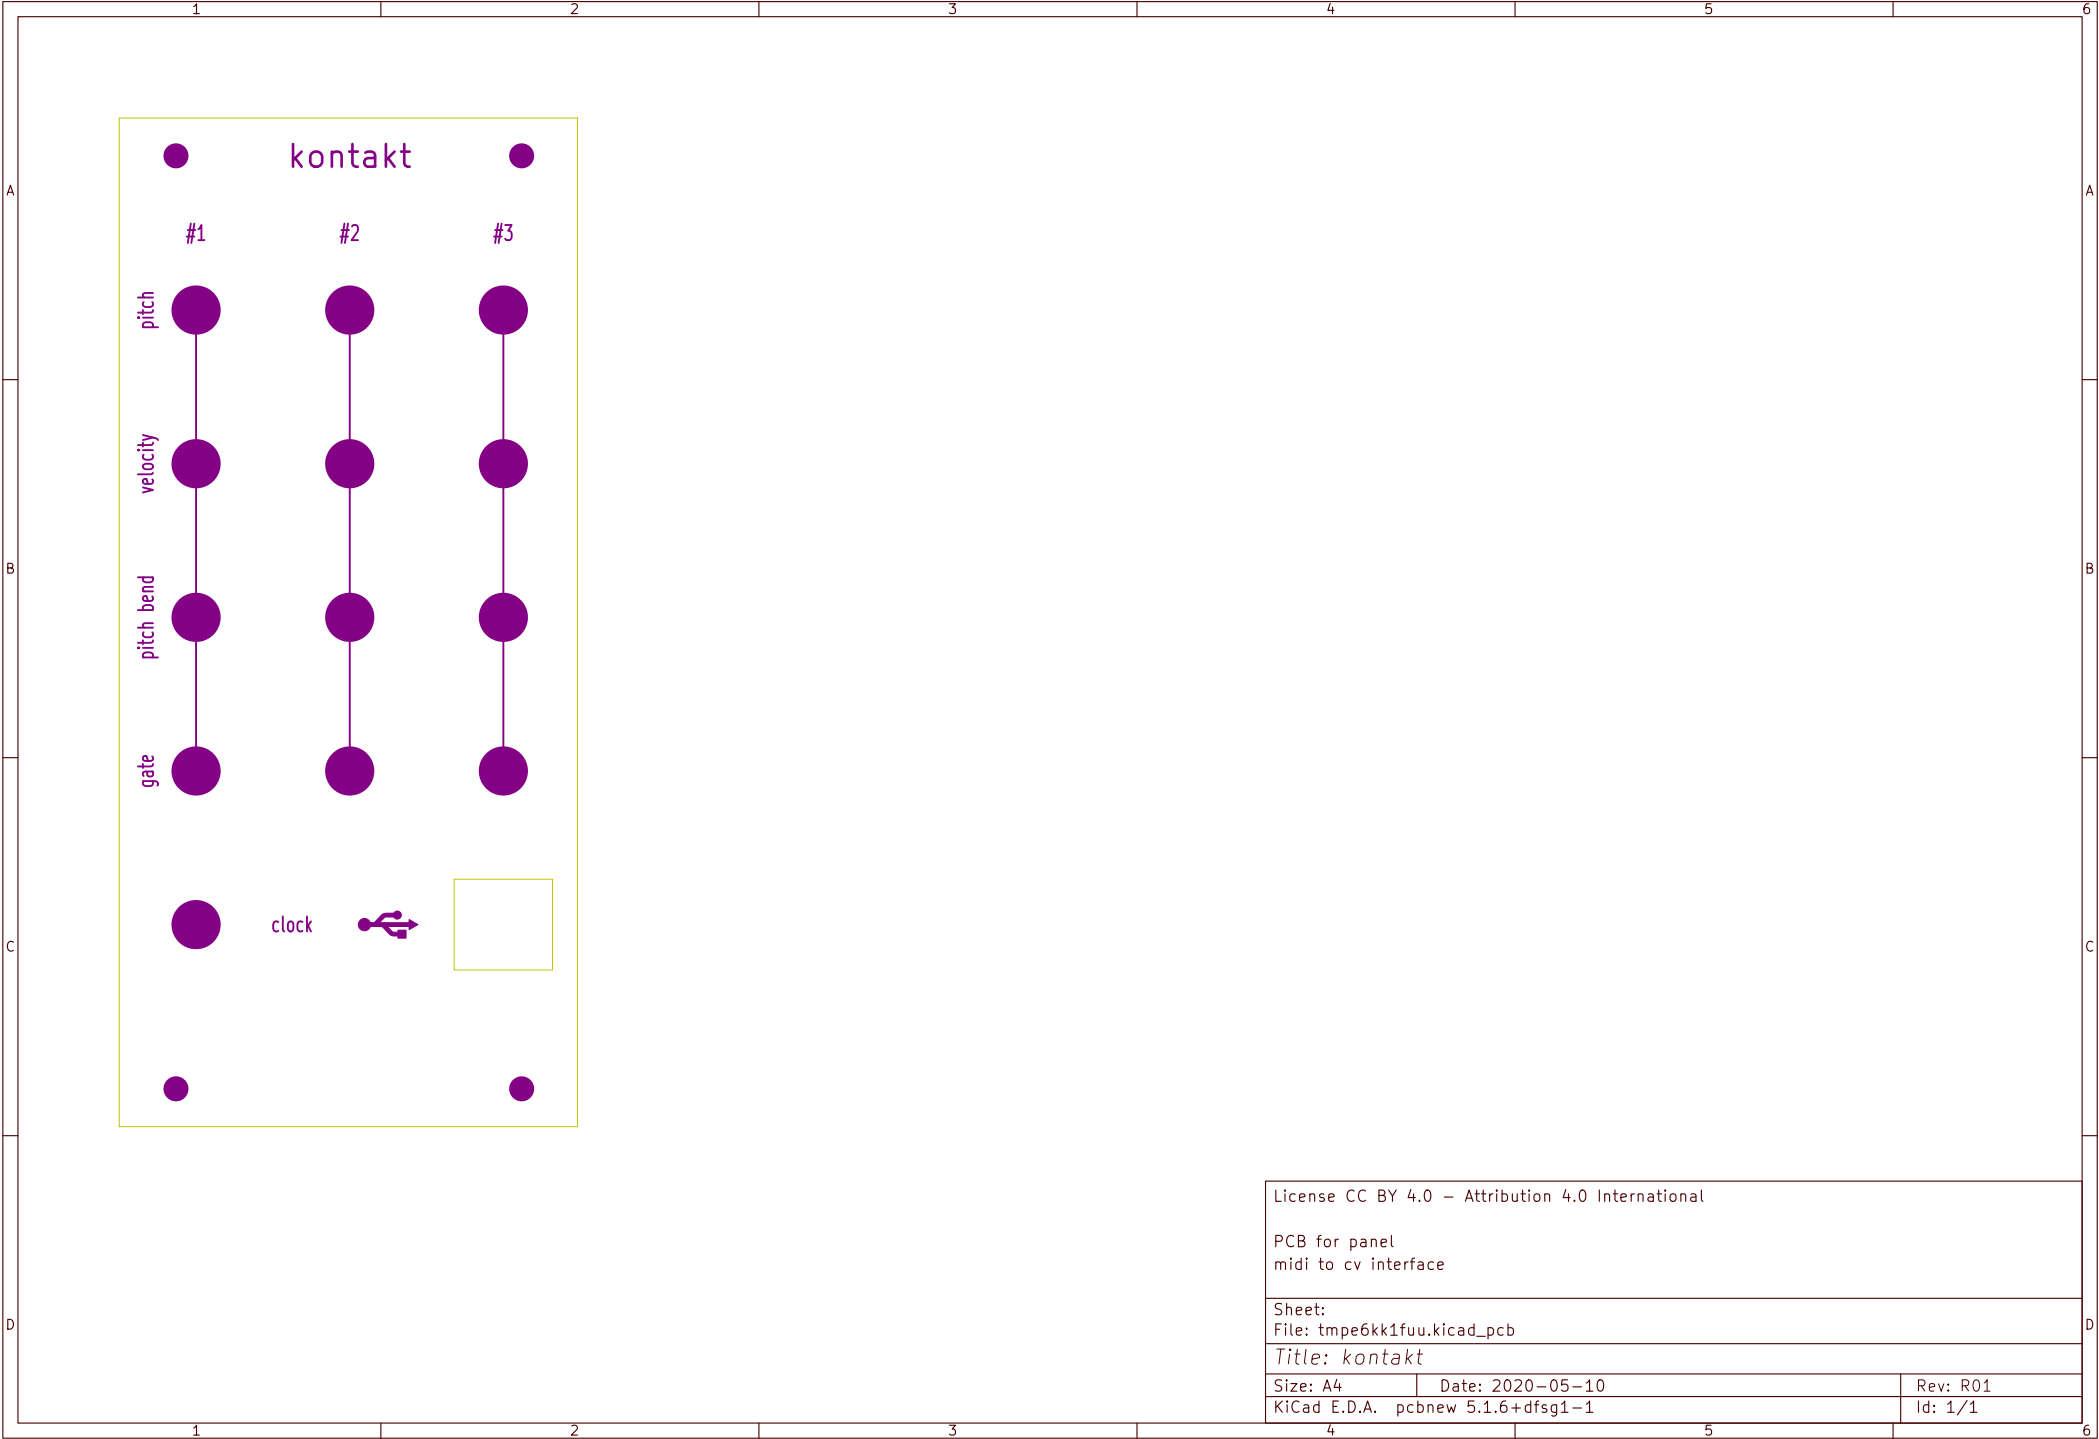 1 2 3 4 5 6
kontakt
A A
#1 #2 #3
pitch
velocity
B B
pitch bend
gate
clock
C C
License CC BY 4.0 – Attribution 4.0 International
PCB for panel
midi to cv interface
Sheet:
File: tmpe6kk1fuu.kicad_pcb
D D
Title: kontakt
Size: A4 Date: 2020-05-10 Rev: R01
KiCad E.D.A. pcbnew 5.1.6+dfsg1-1 Id: 1/1
1 2 3 4 5 6